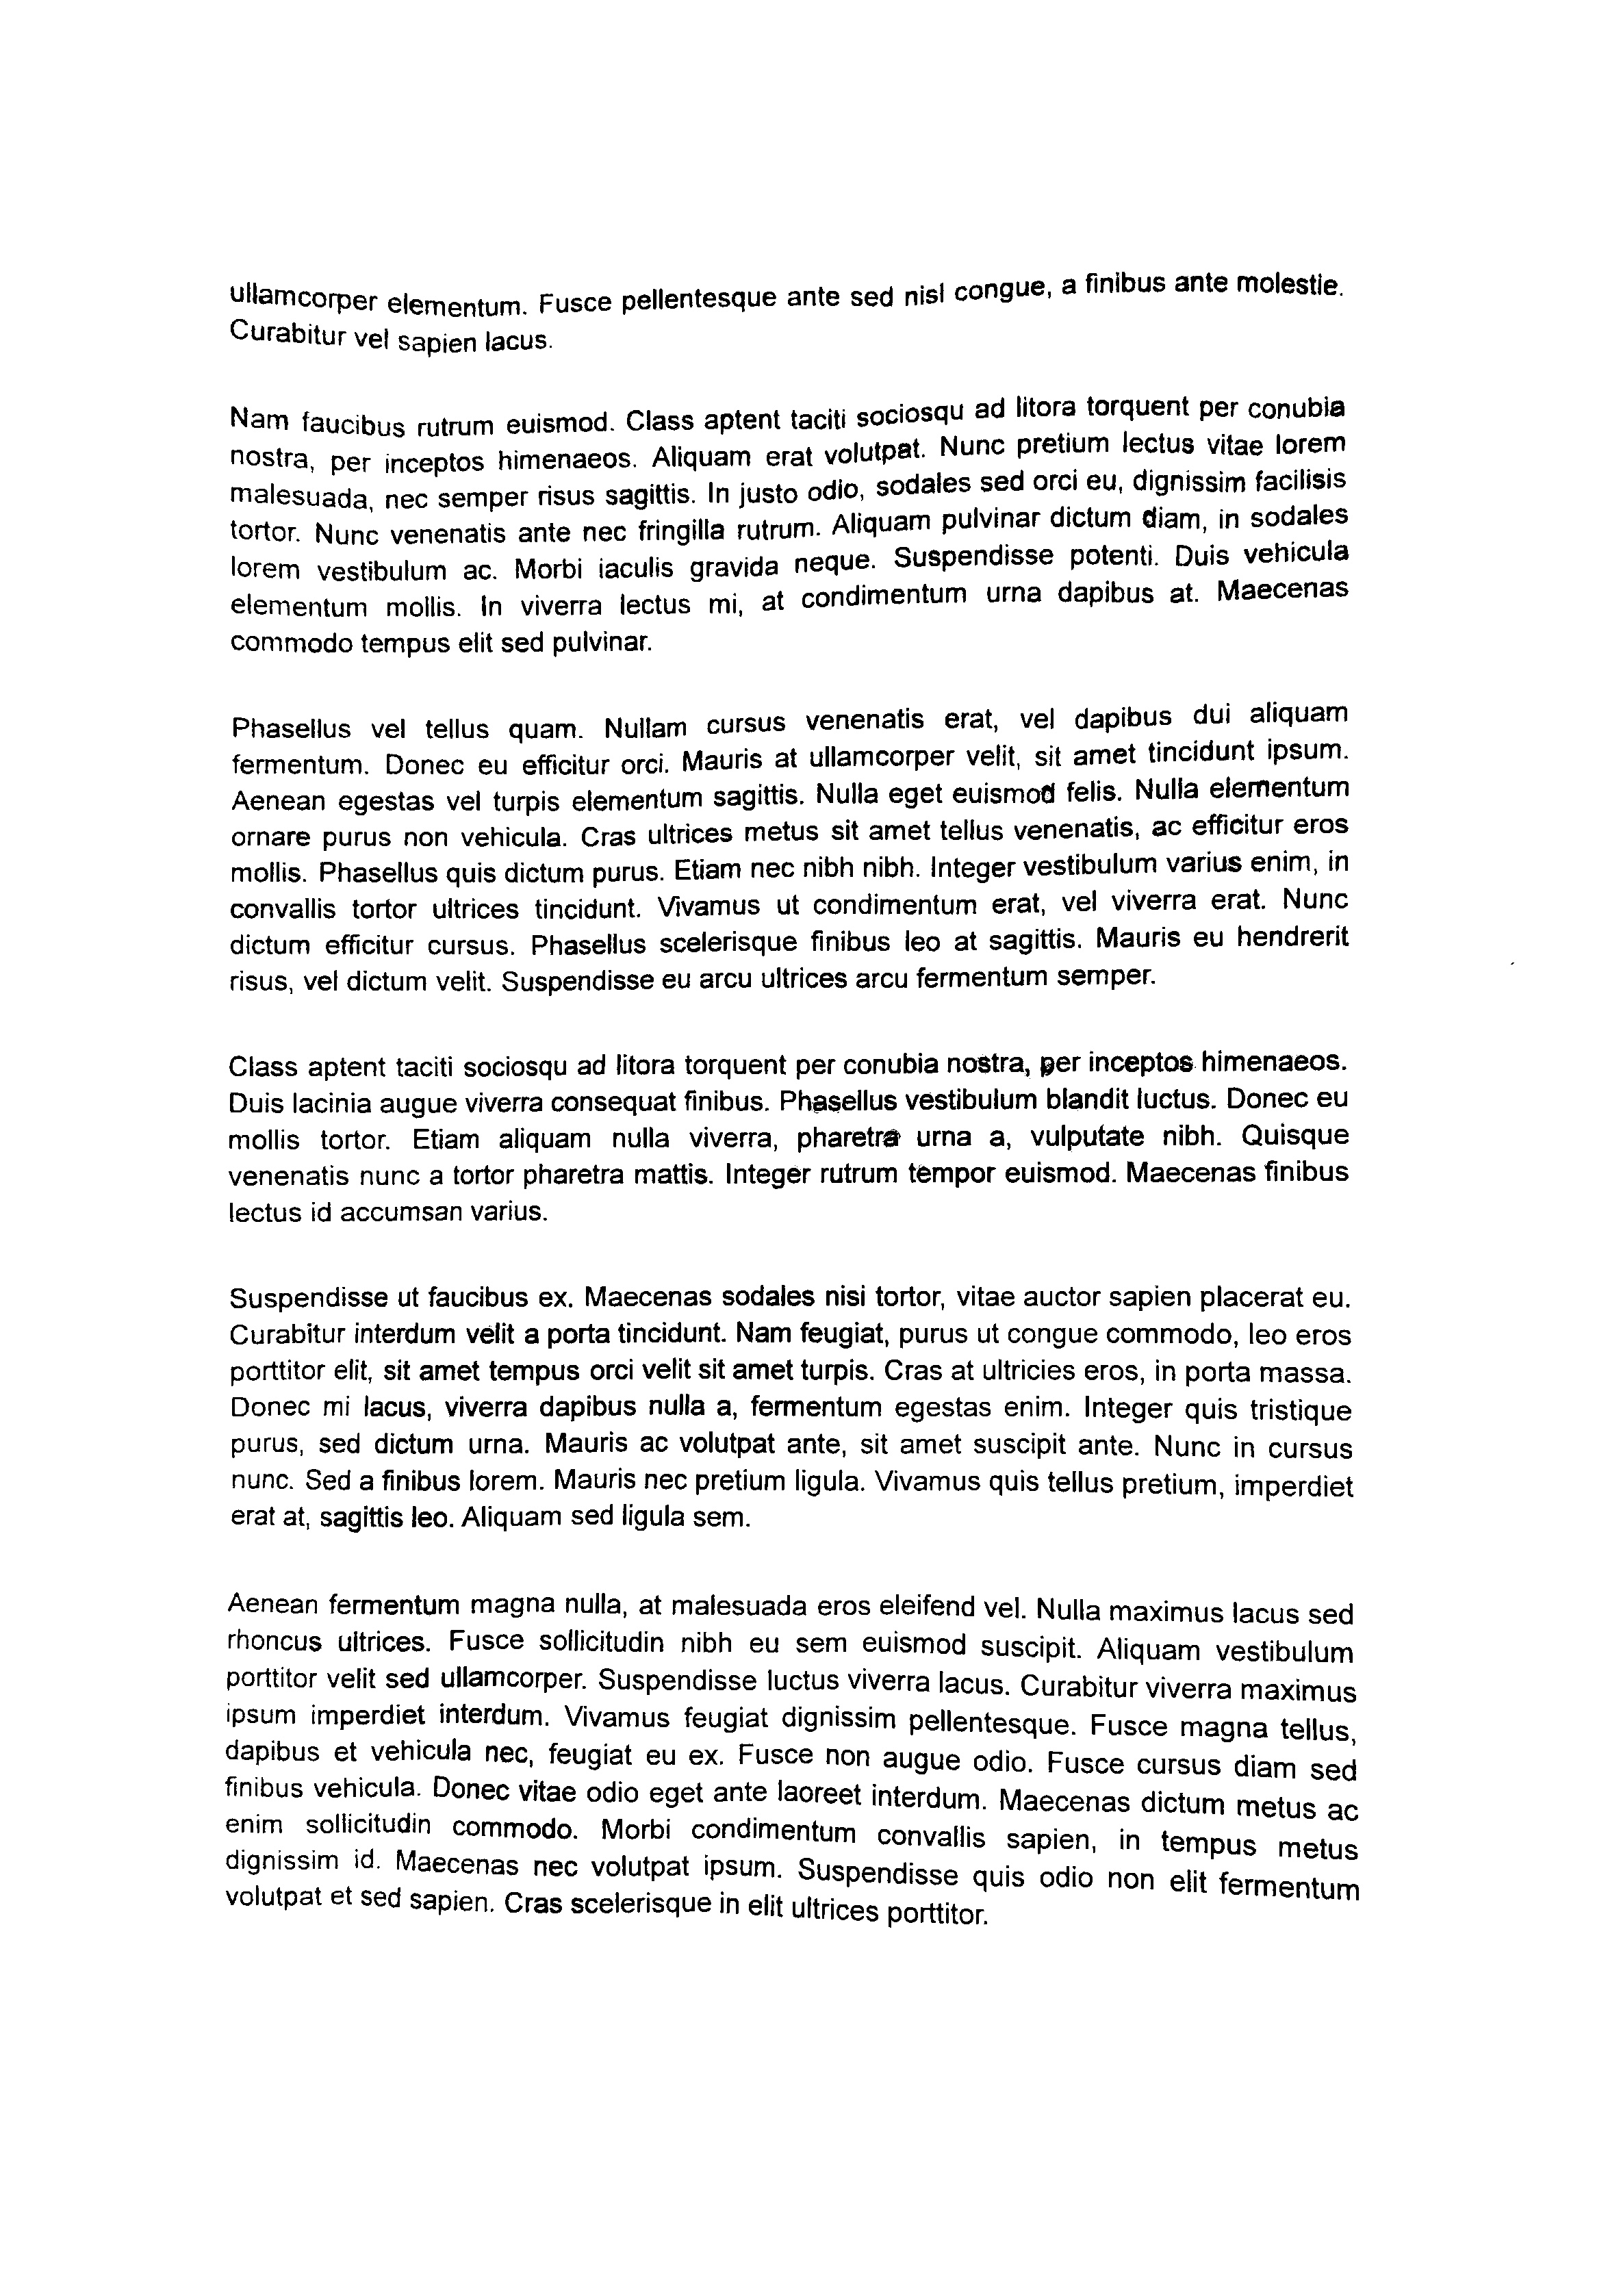 ullamcorper elementum. Fusce pellentesque ante sed nisl congue, a finibus ante molestie.
Curabitur vel sapien lacus.
Nam faucibus rutrum euismod. Class aptent taciti sociosqu ad litora torquent per conubia
nostra, per inceptos himenaeos. Aliquam erat volutpat. Nunc pretium lectus vitae lorem
malesuada, nec semper risus sagittis. In justo odio, sodales sed orci eu, dignissim facilisis
tortor. Nunc venenatis ante nec fringilla rutrum. Aliquam pulvinar dictum diam, in sodales
lorem vestibulum ac. Morbi iaculis gravida neque. Suspendisse potenti. Duis vehicula
elementum mollis. In viverra lectus mi, at condimentum urna dapibus at. Maecenas
commodo tempus elit sed pulvinar.
Phasellus vel tellus quam. Nullam cursus venenatis erat, vel dapibus dui aliquam
fermentum. Donec eu efficitur orci. Mauris at ullamcorper velit, sit amet tincidunt ipsum.
Aenean egestas vel turpis elementum sagittis. Nulla eget euismod felis. Nulla elementum
ornare purus non vehicula. Cras ultrices metus sit amet tellus venenatis, ac efficitur eros
mollis. Phasellus quis dictum purus. Etiam nec nibh nibh. Integer vestibulum varius enim, in
convallis tortor ultrices tincidunt. Vivamus ut condimentum erat, vel viverra erat. Nunc
dictum efficitur cursus. Phasellus scelerisque finibus leo at sagittis. Mauris eu hendrerit
risus, vel dictum velit. Suspendisse eu arcu ultrices arcu fermentum semper.
Class aptent taciti sociosqu ad litora torquent per conubia nostra, per inceptos himenaeos.
Duis lacinia augue viverra consequat finibus. Phasellus vestibulum blandit luctus. Donec eu
mollis tortor. Etiam aliquam nulla viverra, pharetra urna a, vulputate nibh. Quisque
venenatis nunc a tortor pharetra mattis. Integer rutrum tempor euismod. Maecenas finibus
lectus id accumsan varius.
Suspendisse ut faucibus ex. Maecenas sodales nisi tortor, vitae auctor sapien placerat eu.
Curabitur interdum velit a porta tincidunt. Nam feugiat, purus ut congue commodo, leo eros
porttitor elit, sit amet tempus orci velit sit amet turpis. Cras at ultricies eros, in porta massa.
Donec mi lacus, viverra dapibus nulla a, fermentum egestas enim. Integer quis tristique
purus, sed dictum urna. Mauris ac volutpat ante, sit amet suscipit ante. Nunc in cursus
nunc. Sed a finibus lorem. Mauris nec pretium ligula. Vivamus quis tellus pretium, imperdiet
erat at, sagittis leo. Aliquam sed ligula sem.
Aenean fermentum magna nulla, at malesuada eros eleifend vel. Nulla maximus lacus sed
rhoncus ultrices. Fusce sollicitudin nibh eu sem euismod suscipit. Aliquam vestibulum
porttitor velit sed ullamcorper. Suspendisse luctus viverra lacus. Curabitur viverra maximus
ipsum imperdiet interdum. Vivamus feugiat dignissim pellentesque. Fusce magna tellus,
dapibus et vehicula nec, feugiat eu ex. Fusce non augue odio. Fusce cursus diam sed
finibus vehicula. Donec vitae odio eget ante laoreet interdum. Maecenas dictum metus ac
enim sollicitudin commodo. Morbi condimentum convallis sapien, in tempus metus
dignissim id. Maecenas nec volutpat ipsum. Suspendisse quis odio non elit fermentum
volutpat et sed sapien. Cras scelerisque in elit ultrices porttitor.